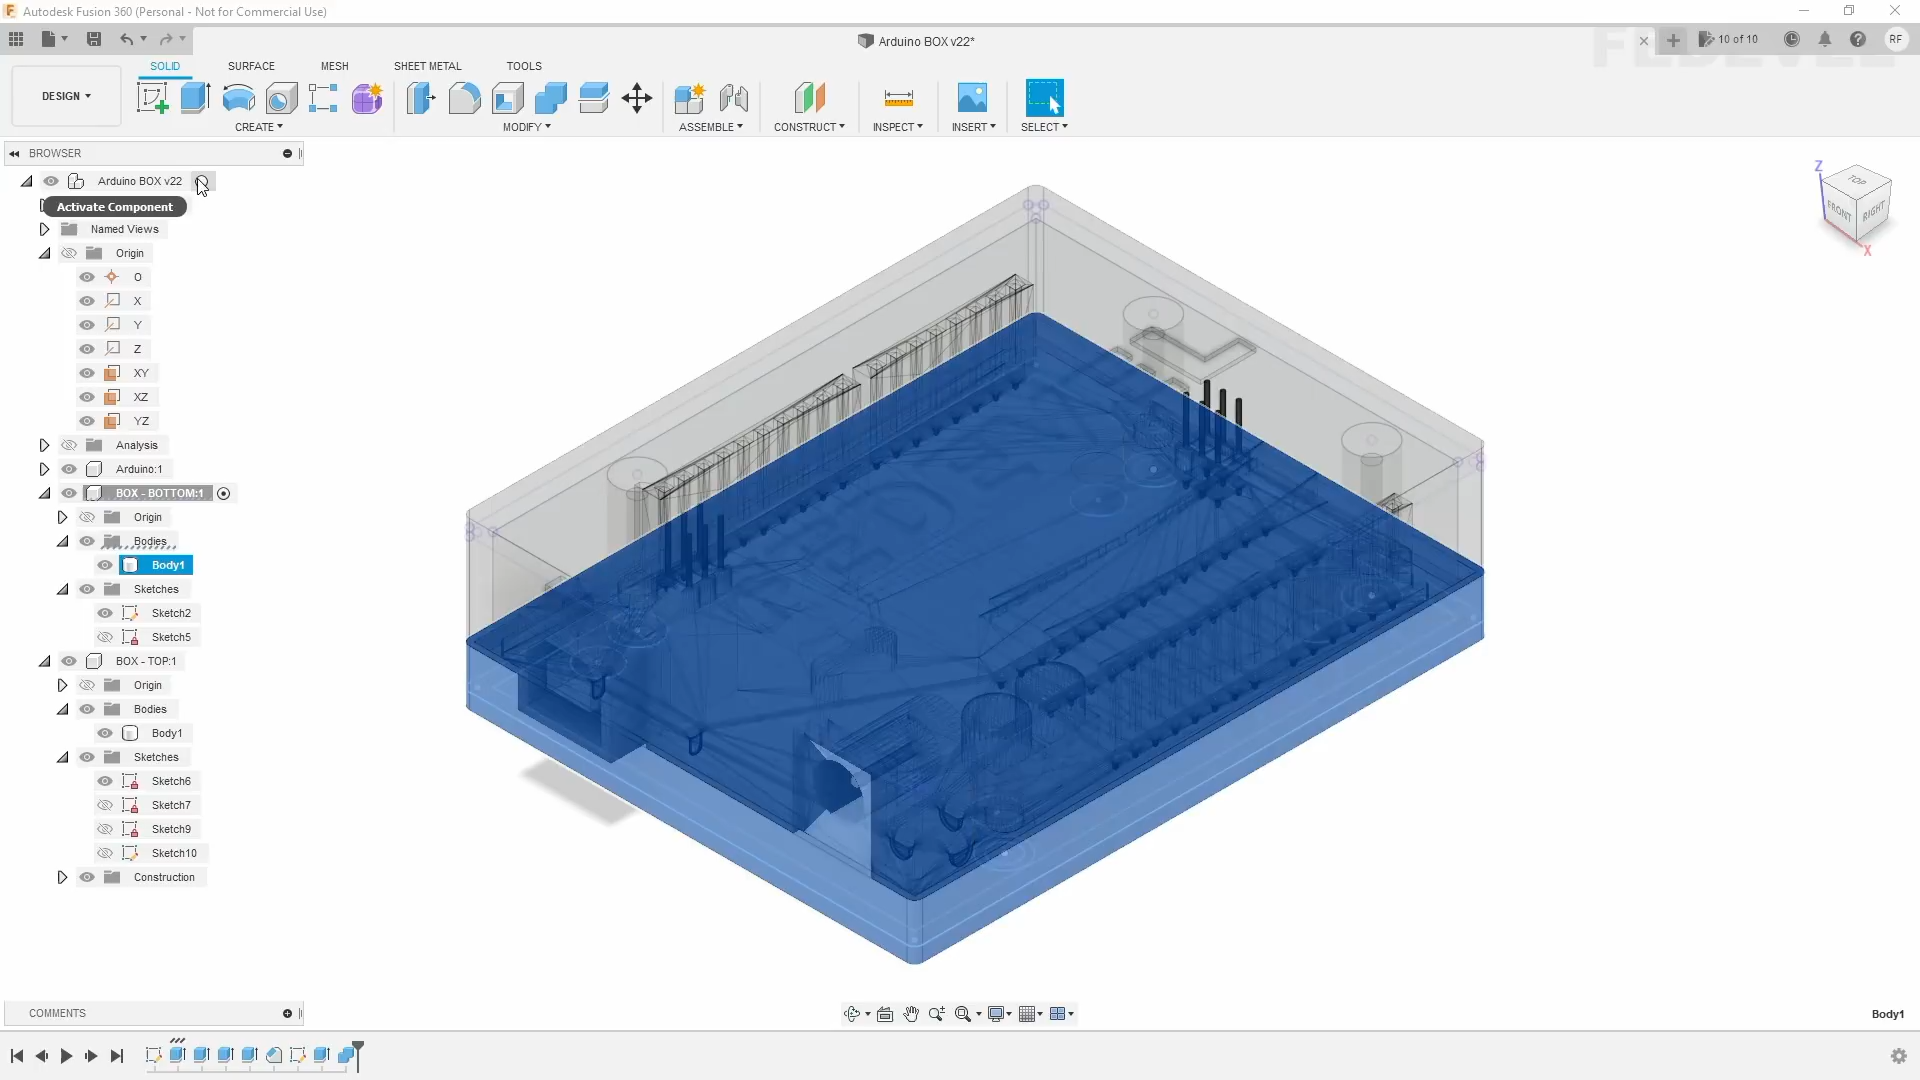 Autodesk Fusion 360 (Personal - Not for Commercial Use)
Arduino BOX v22*
10 of 10
RF
DESIGN
SOLID
SURFACE
MESH
SHEET METAL
TOOLS
CREATE
MODIFY
ASSEMBLE
CONSTRUCT
INSPECT
INSERT
SELECT
BROWSER
Arduino BOX v22
Activate Component
Named Views
Origin
O
X
Y
Z
XY
XZ
YZ
Analysis
Arduino:1
BOX - BOTTOM:1
Origin
Bodies
Body1
Sketches
Sketch2
Sketch5
BOX - TOP:1
Origin
Bodies
Body1
Sketches
Sketch6
Sketch7
Sketch9
Sketch10
Construction
Z
TOP
FRONT
RIGHT
X
COMMENTS
Body1